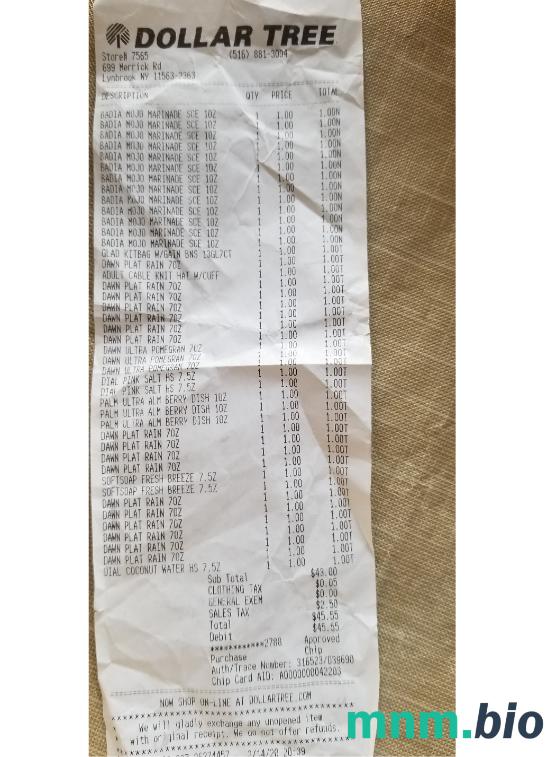 DOLLAR TREE
Store# 7565 (516) 881-3094
699 Merrick Rd
Lynbrook NY 11563-2363
DESCRIPTION QTY PRICE TOTAL
BADIA MOJO MARINADE SCE 10Z 1 1.00 1.00N
BADIA MOJO MARINADE SCE 10Z 1 1.00 1.00N
BADIA MOJO MARINADE SCE 10Z 1 1.00 1.00N
BADIA MOJO MARINADE SCE 10Z 1 1.00 1.00N
BADIA MOJO MARINADE SCE 10Z 1 1.00 1.00N
BADIA MOJO MARINADE SCE 10Z 1 1.00 1.00N
BADIA MOJO MARINADE SCE 10Z 1 1.00 1.00N
BADIA MOJO MARINADE SCE 10Z 1 1.00 1.00N
BADIA MOJO MARINADE SCE 10Z 1 1.00 1.00N
BADIA MOJO MARINADE SCE 10Z 1 1.00 1.00N
BADIA MOJO MARINADE SCE 10Z 1 1.00 1.00N
BADIA MOJO MARINADE SCE 10Z 1 1.00 1.00N
BADIA MOJO MARINADE SCE 10Z 1 1.00 1.00N
GLAD KITBAG W/GAIN BNS 13GL7CT 1 1.00 1.00T
DAWN PLAT RAIN 7OZ 1 1.00 1.00T
ADULT CABLE KNIT HAT W/CUFF 1 1.00 1.00T
DAWN PLAT RAIN 7OZ 1 1.00 1.00T
DAWN PLAT RAIN 7OZ 1 1.00 1.00T
DAWN PLAT RAIN 7OZ 1 1.00 1.00T
DAWN PLAT RAIN 7OZ 1 1.00 1.00T
DAWN PLAT RAIN 7OZ 1 1.00 1.00T
DAWN PLAT RAIN 7OZ 1 1.00 1.00T
DAWN ULTRA POMEGRAN 7OZ 1 1.00 1.00T
DAWN ULTRA POMEGRAN 7OZ 1 1.00 1.00T
DAWN ULTRA POMEGRAN 7OZ 1 1.00 1.00T
DIAL PINK SALT HS 7.5Z 1 1.00 1.00T
DIAL PINK SALT HS 7.5Z 1 1.00 1.00T
PALM ULTRA ALM BERRY DISH 10Z 1 1.00 1.00T
PALM ULTRA ALM BERRY DISH 10Z 1 1.00 1.00T
PALM ULTRA ALM BERRY DISH 10Z 1 1.00 1.00T
DAWN PLAT RAIN 7OZ 1 1.00 1.00T
DAWN PLAT RAIN 7OZ 1 1.00 1.00T
DAWN PLAT RAIN 7OZ 1 1.00 1.00T
DAWN PLAT RAIN 7OZ 1 1.00 1.00T
SOFTSOAP FRESH BREEZE 7.5Z 1 1.00 1.00T
SOFTSOAP FRESH BREEZE 7.5Z 1 1.00 1.00T
DAWN PLAT RAIN 7OZ 1 1.00 1.00T
DAWN PLAT RAIN 7OZ 1 1.00 1.00T
DAWN PLAT RAIN 7OZ 1 1.00 1.00T
DAWN PLAT RAIN 7OZ 1 1.00 1.00T
DAWN PLAT RAIN 7OZ 1 1.00 1.00T
DAWN PLAT RAIN 7OZ 1 1.00 1.00T
DIAL COCONUT WATER HS 7.5Z 1 1.00 1.00T
Sub Total $43.00
CLOTHING TAX $0.05
GENERAL EXEM $0.00
SALES TAX $2.50
Total $45.55
Debit $45.55
************2788 Approved
Purchase Chip
Auth/Trace Number: 316523/039690
Chip Card AID: A0000000042203
NOW SHOP ON-LINE AT DOLLARTREE.COM
We will gladly exchange any unopened item
with original receipt. We do not offer refunds.
2/14/20 20:39
mnm.bio